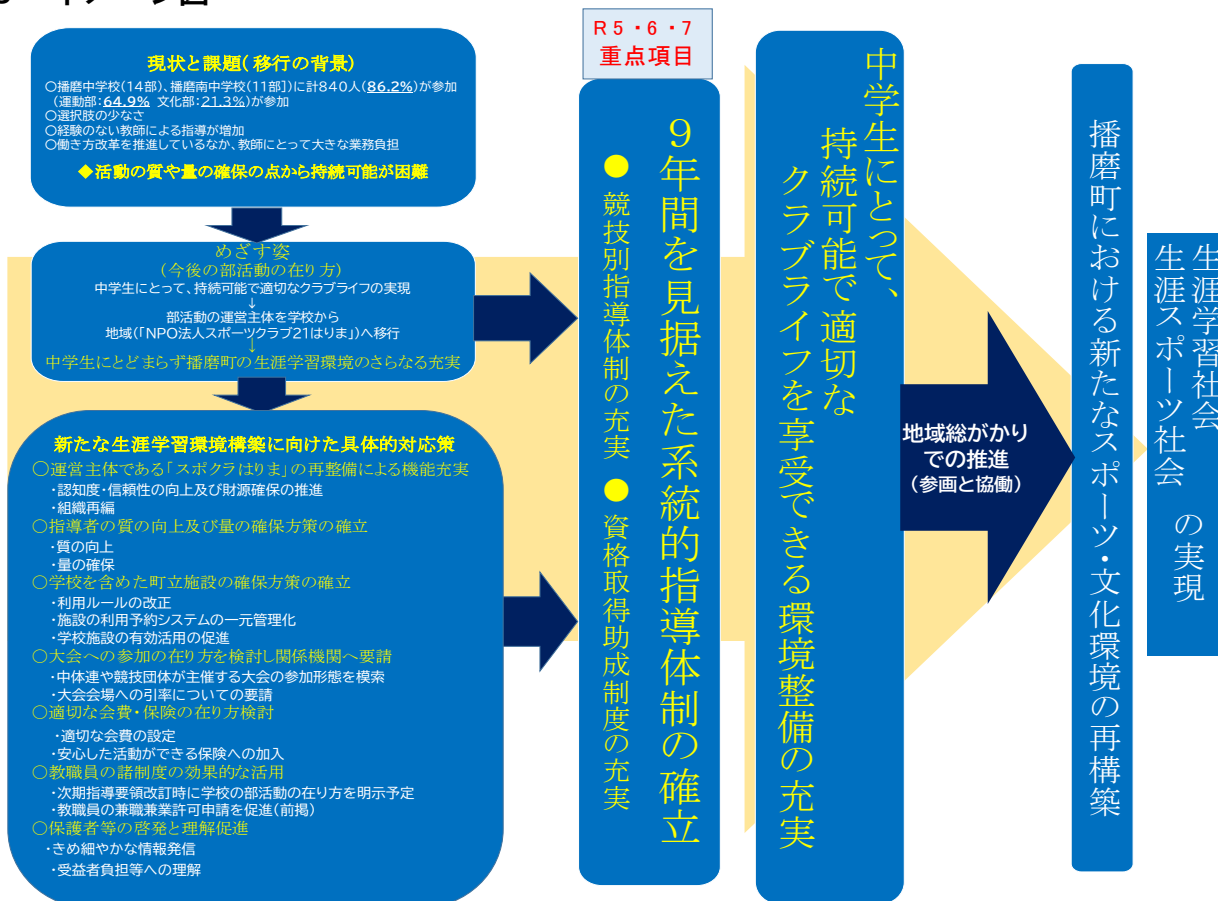 現状と課題(移行の背景)
○播磨中学校(14部)、播磨南中学校(11部])に計840人(86.2%)が参加
(運動部:64.9% 文化部:21.3%)が参加
○選択肢の少なさ
○経験のない教師による指導が増加
○働き方改革を推進しているなか、教師にとって大きな業務負担
◆活動の質や量の確保の点から持続可能が困難
めざす姿
(今後の部活動の在り方)
中学生にとって、持続可能で適切なクラブライフの実現
↓
部活動の運営主体を学校から
地域(「NPO法人スポーツクラブ21はりま」)へ移行
↓
中学生にとどまらず播磨町の生涯学習環境のさらなる充実
新たな生涯学習環境構築に向けた具体的対応策
○運営主体である「スポクラはりま」の再整備による機能充実
・認知度・信頼性の向上及び財源確保の推進
・組織再編
○指導者の質の向上及び量の確保方策の確立
・質の向上
・量の確保
○学校を含めた町立施設の確保方策の確立
・利用ルールの改正
・施設の利用予約システムの一元管理化
・学校施設の有効活用の促進
○大会への参加の在り方を検討し関係機関へ要請
・中体連や競技団体が主催する大会の参加形態を模索
・大会会場への引率についての要請
○適切な会費・保険の在り方検討
・適切な会費の設定
・安心した活動ができる保険への加入
○教職員の諸制度の効果的な活用
・次期指導要領改訂時に学校の部活動の在り方を明示予定
・教職員の兼職兼業許可申請を促進(前掲)
○保護者等の啓発と理解促進
・きめ細やかな情報発信
・受益者負担等への理解
R5・6・7
重点項目
９年間を見据えた系統的指導体制の確立
● 競技別指導体制の充実 ● 資格取得助成制度の充実
中学生にとって、
持続可能で適切な
クラブライフを享受できる環境整備の充実
地域総がかり
での推進
(参画と協働)
播磨町における新たなスポーツ・文化環境の再構築
生涯学習社会
生涯スポーツ社会
の実現